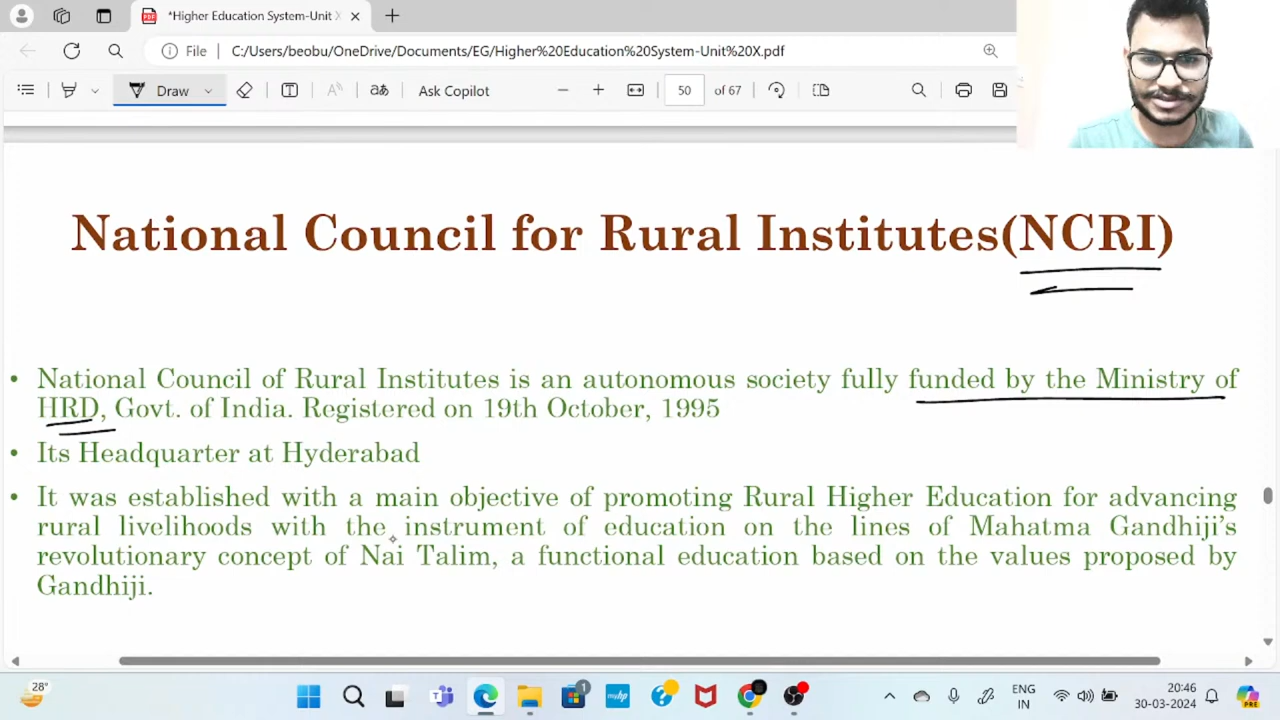 *Higher Education System-Unit X
File C:/Users/beobu/OneDrive/Documents/EG/Higher%20Education%20System-Unit%20X.pdf
Draw aあ Ask Copilot 50 of 67
National Council for Rural Institutes(NCRI)
• National Council of Rural Institutes is an autonomous society fully funded by the Ministry of
HRD, Govt. of India. Registered on 19th October, 1995
• Its Headquarter at Hyderabad
• It was established with a main objective of promoting Rural Higher Education for advancing
rural livelihoods with the instrument of education on the lines of Mahatma Gandhiji's
revolutionary concept of Nai Talim, a functional education based on the values proposed by
Gandhiji.
28°
1
myhp
ENG
IN
20:46
30-03-2024
PRE